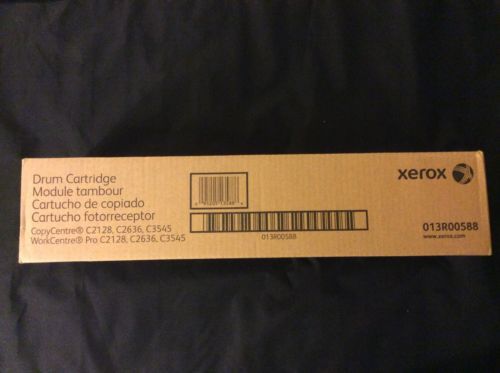 Drum Cartridge
Module tambour
Cartucho de copiado
Cartucho fotorreceptor
CopyCentre® C2128, C2636, C3545
WorkCentre® Pro C2128, C2636, C3545
013R00588
xerox
013R00588
www.xerox.com